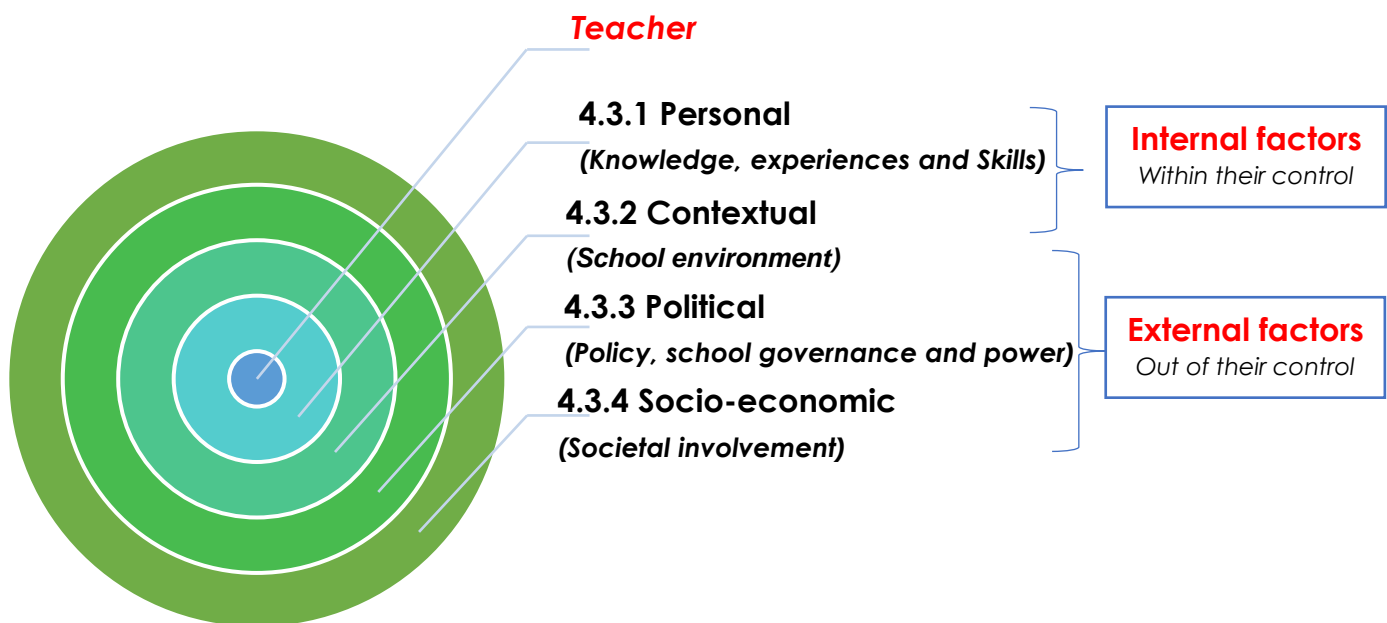 Teacher
4.3.1 Personal
(Knowledge, experiences and Skills)
4.3.2 Contextual
(School environment)
4.3.3 Political
(Policy, school governance and power)
4.3.4 Socio-economic
(Societal involvement)
Internal factors
Within their control
External factors
Out of their control